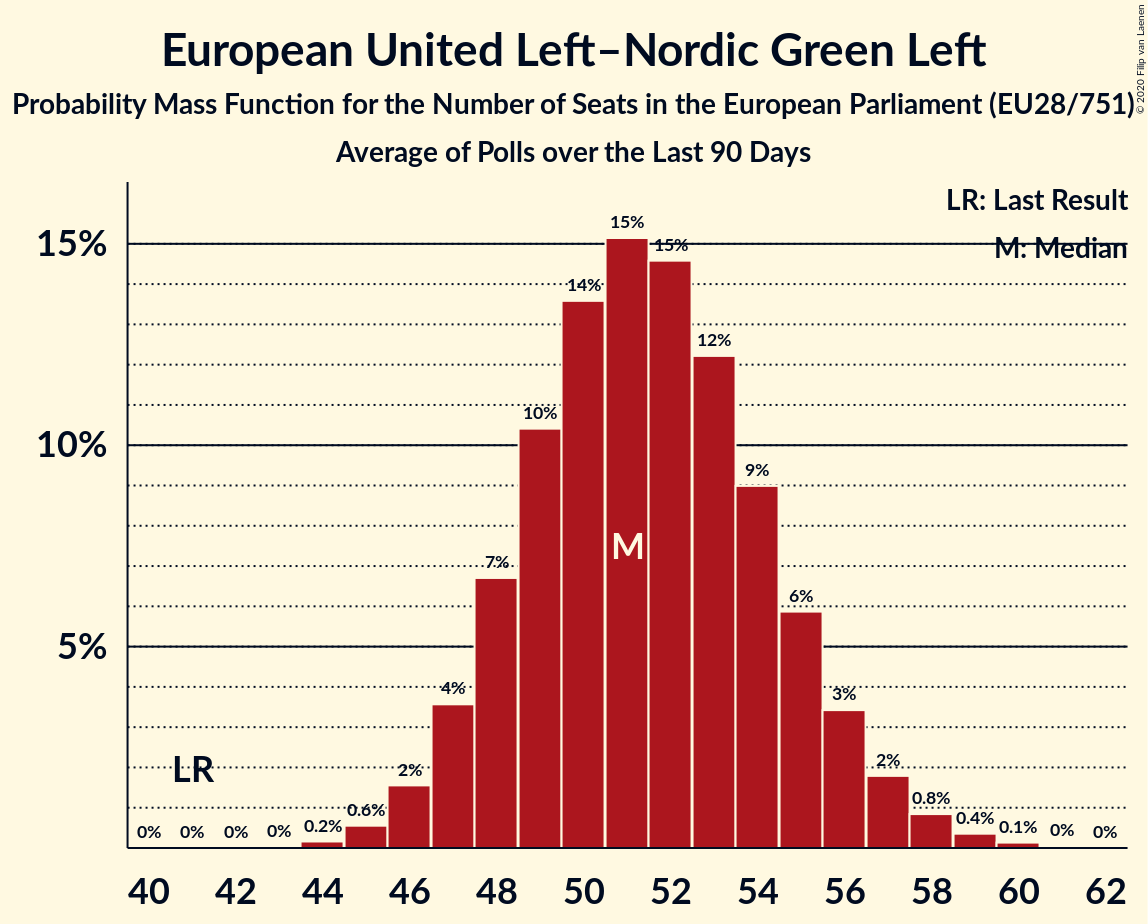 European United Left–Nordic Green Left
Probability Mass Function for the Number of Seats in the European Parliament (EU28/751)
Average of Polls over the Last 90 Days
© 2020 Filip van Laenen
LR: Last Result
M: Median
15%
10%
5%
0% 0% 0% 0% 0.2% 0.6% 2% 4% 7% 10% 14% 15% 15% 12% 9% 6% 3% 2% 0.8% 0.4% 0.1% 0% 0%
LR
M
40 42 44 46 48 50 52 54 56 58 60 62